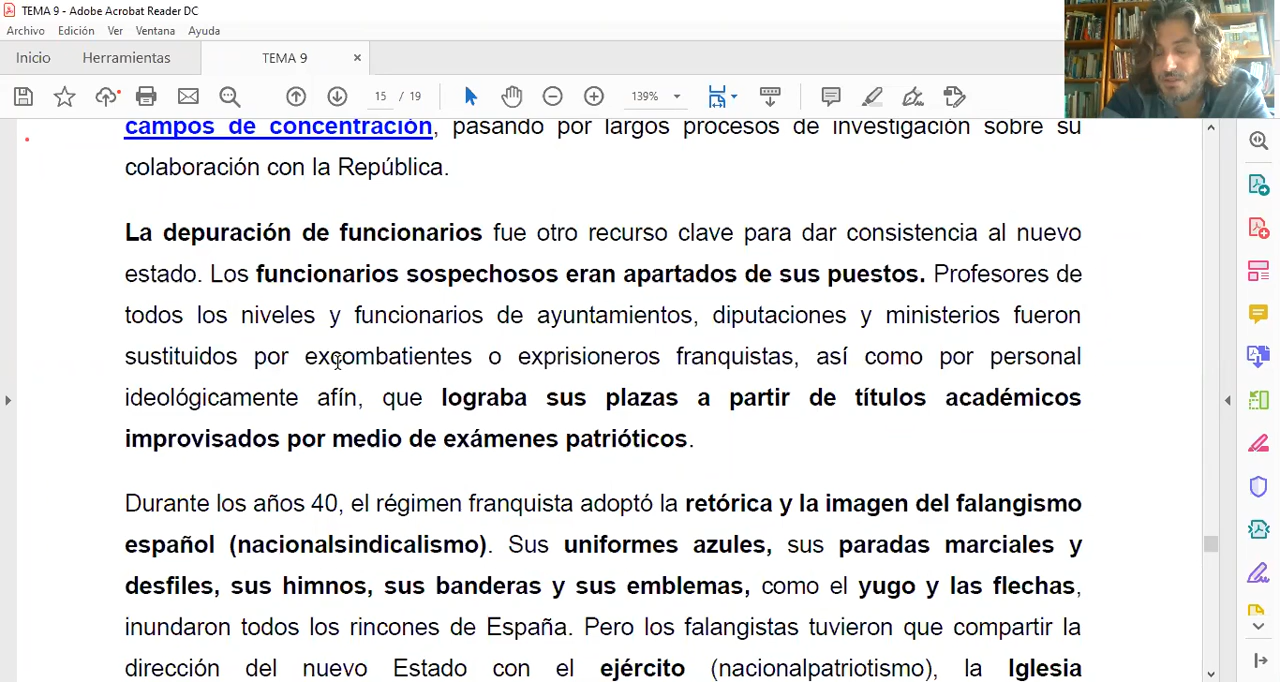 TEMA 9 - Adobe Acrobat Reader DC
Archivo Edición Ver Ventana Ayuda
Inicio Herramientas TEMA 9 ×
15 / 19 139%
campos de concentración, pasando por largos procesos de investigación sobre su
colaboración con la República.
La depuración de funcionarios fue otro recurso clave para dar consistencia al nuevo
estado. Los funcionarios sospechosos eran apartados de sus puestos. Profesores de
todos los niveles y funcionarios de ayuntamientos, diputaciones y ministerios fueron
sustituidos por excombatientes o exprisioneros franquistas, así como por personal
ideológicamente afín, que lograba sus plazas a partir de títulos académicos
improvisados por medio de exámenes patrióticos.
Durante los años 40, el régimen franquista adoptó la retórica y la imagen del falangismo
español (nacionalsindicalismo). Sus uniformes azules, sus paradas marciales y
desfiles, sus himnos, sus banderas y sus emblemas, como el yugo y las flechas,
inundaron todos los rincones de España. Pero los falangistas tuvieron que compartir la
dirección del nuevo Estado con el ejército (nacionalpatriotismo), la Iglesia